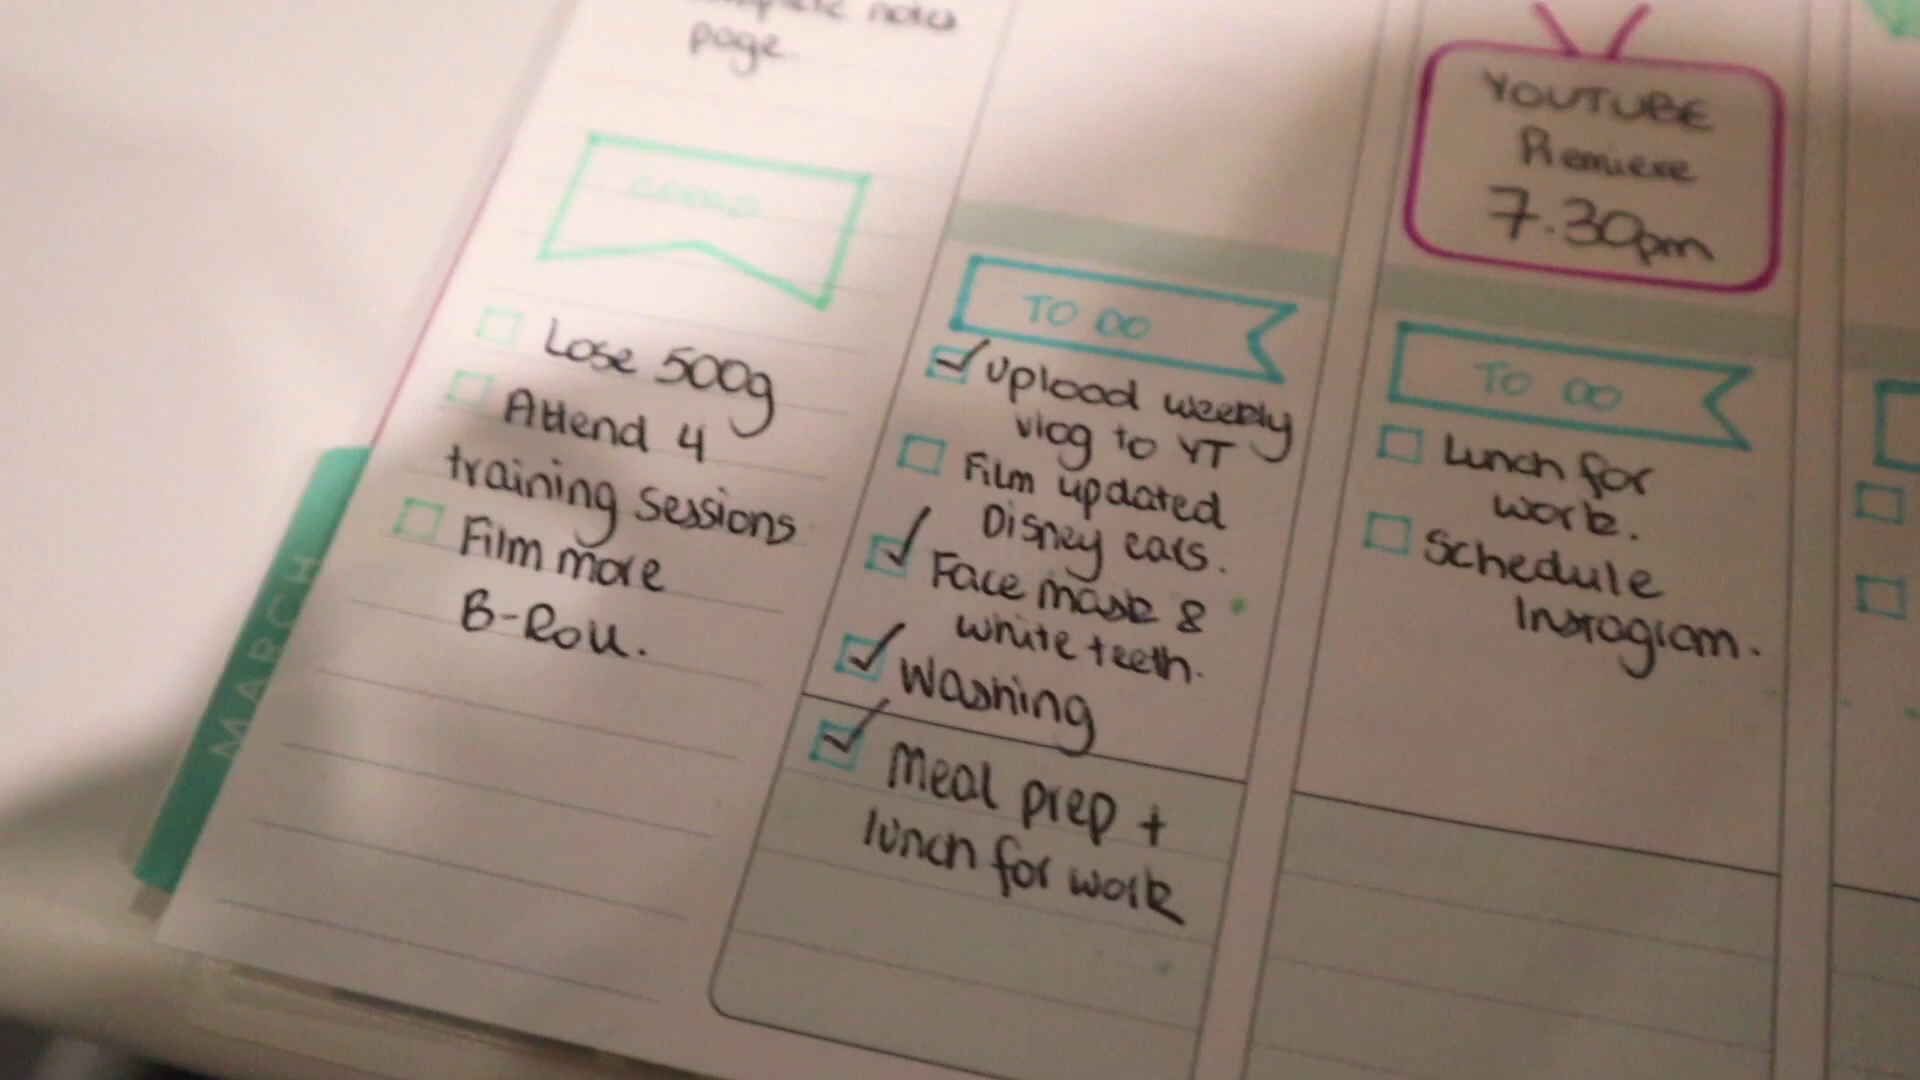 notes
page.
GOALS
Lose 500g
Attend 4
training sessions
Film more
B-Roll.
MARCH
TO DO
Upload weekly
vlog to YT
Film updated
Disney ears.
Face mask &
white teeth.
Washing
Meal prep +
lunch for work
YOUTUBE
Premiere
7.30pm
TO DO
Lunch for
work.
Schedule
Instagram.